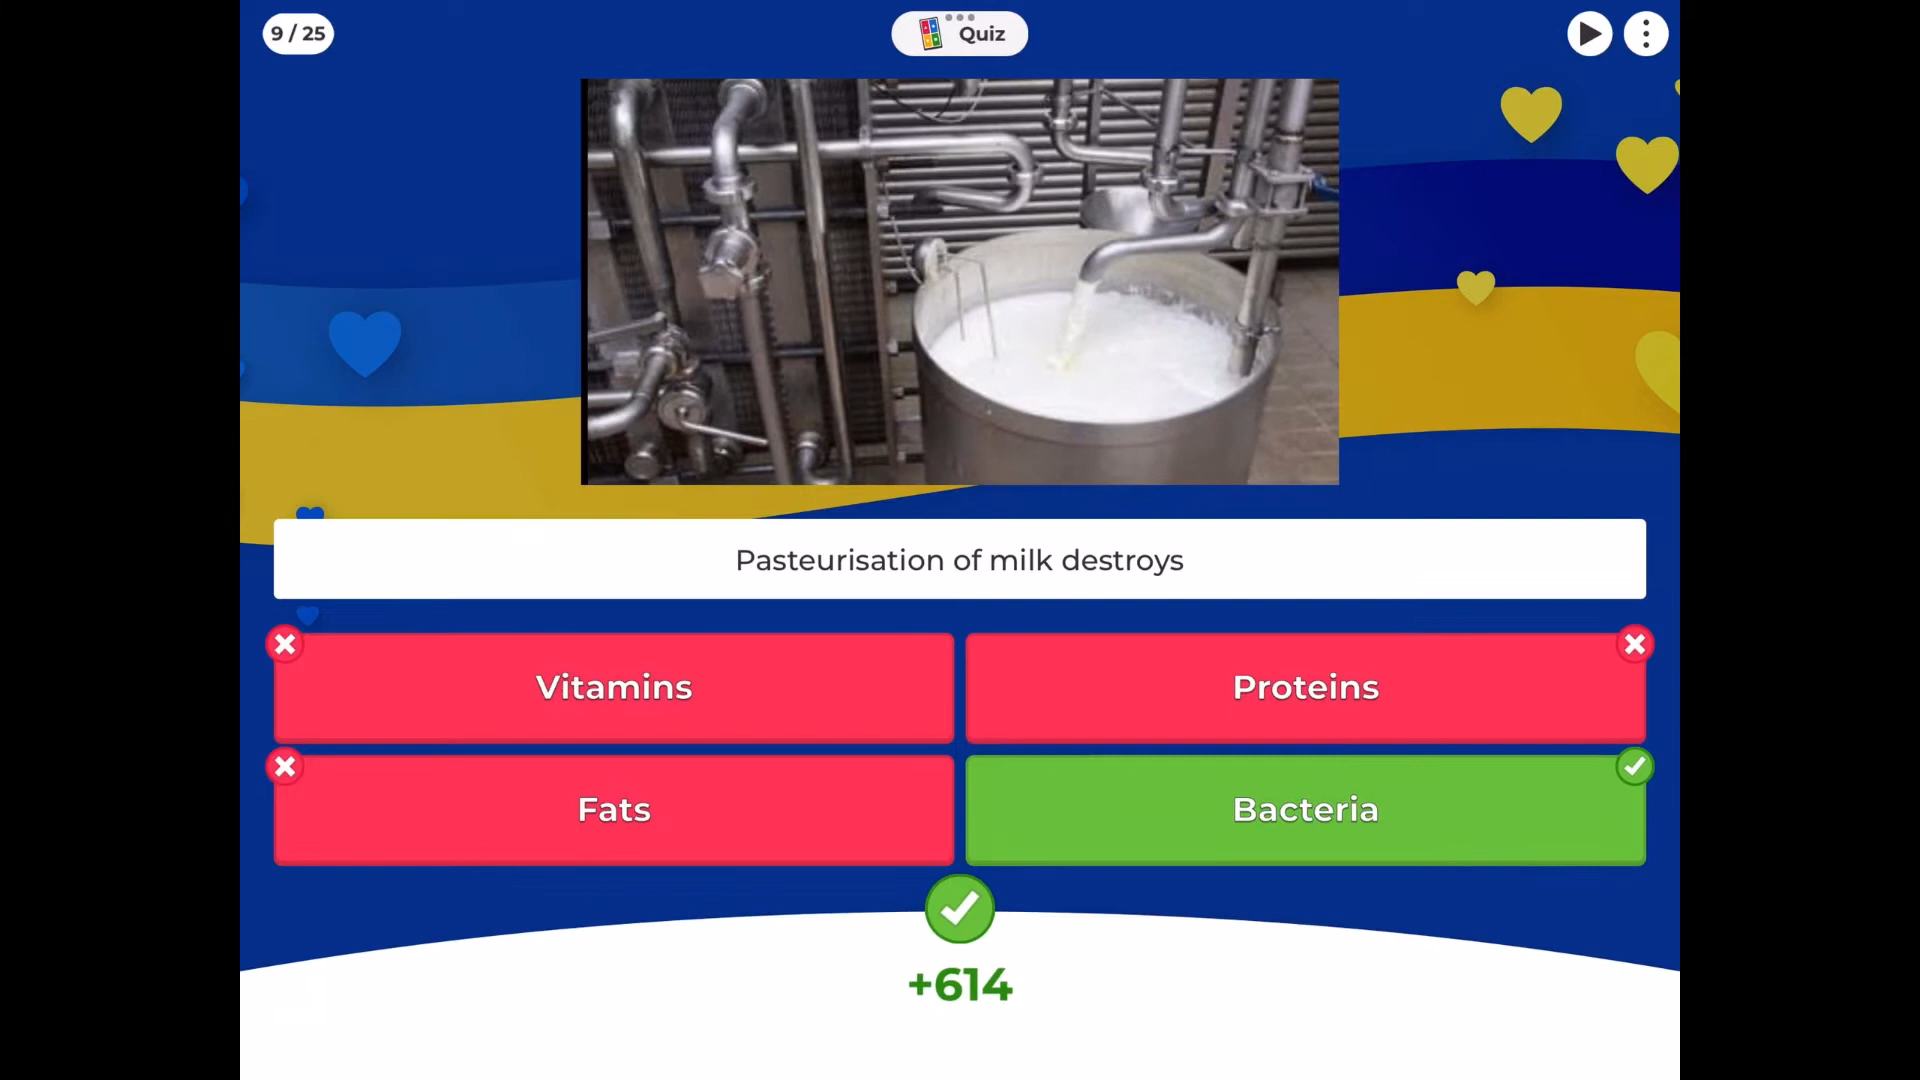 9 / 25
Quiz
Pasteurisation of milk destroys
Vitamins
Proteins
Fats
Bacteria
+614